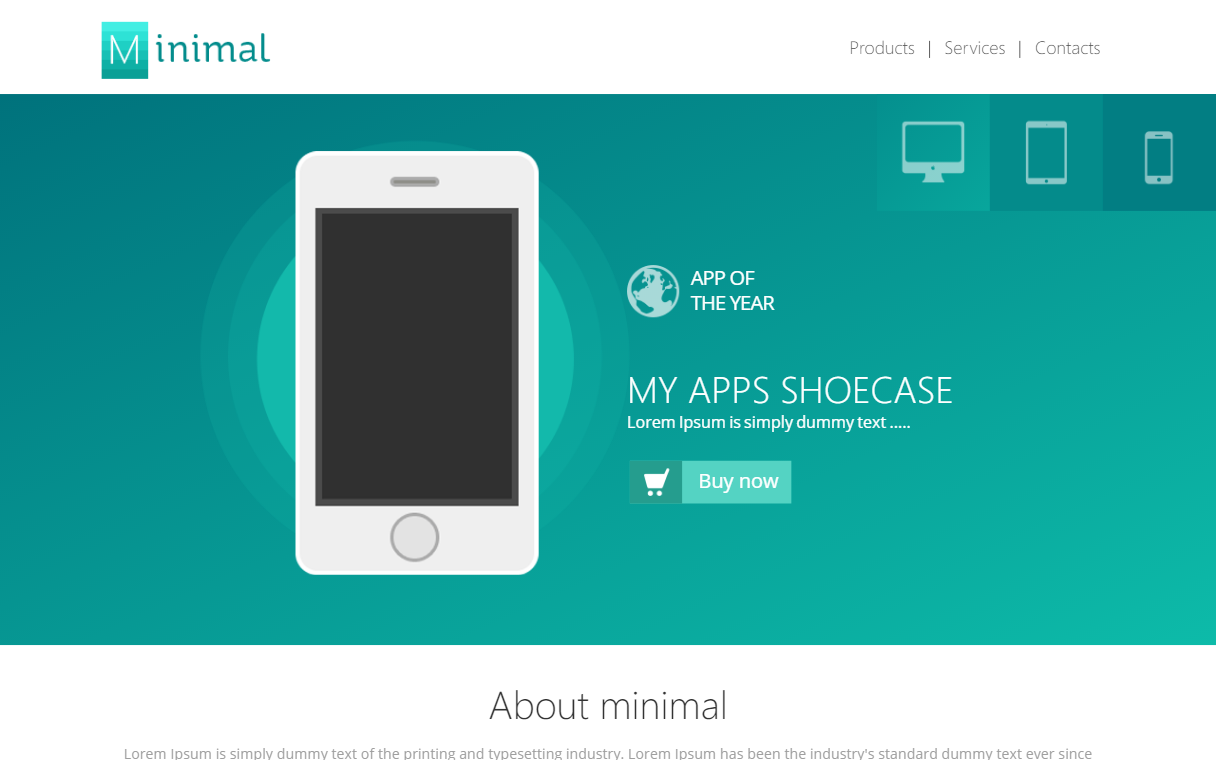 Minimal
Products | Services | Contacts
APP OF
THE YEAR
MY APPS SHOECASE
Lorem Ipsum is simply dummy text .....
Buy now
About minimal
Lorem Ipsum is simply dummy text of the printing and typesetting industry. Lorem Ipsum has been the industry's standard dummy text ever since